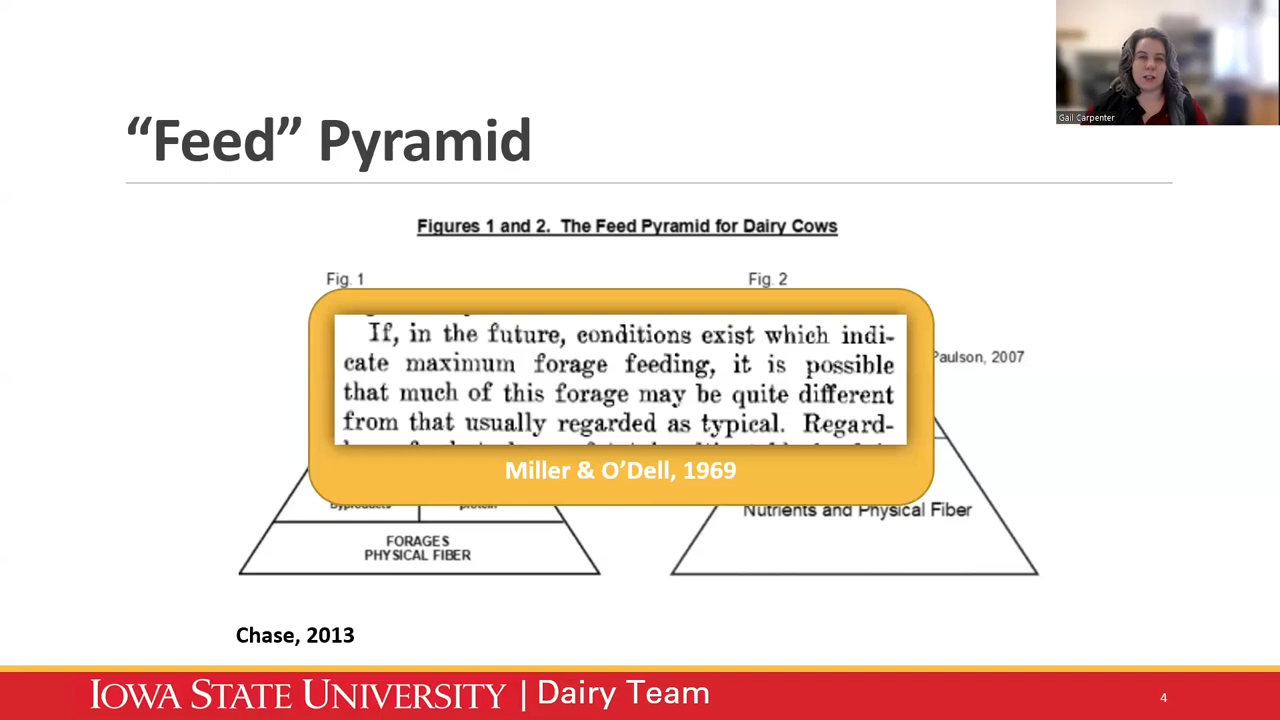 Gail Carpenter
“Feed” Pyramid
Figures 1 and 2. The Feed Pyramid for Dairy Cows
Fig. 1
Fig. 2
If, in the future, conditions exist which indi-
cate maximum forage feeding, it is possible
that much of this forage may be quite different
from that usually regarded as typical. Regard-
Miller & O’Dell, 1969
Paulson, 2007
Byproducts
protein
FORAGES
PHYSICAL FIBER
Nutrients and Physical Fiber
Chase, 2013
IOWA STATE UNIVERSITY | Dairy Team
4